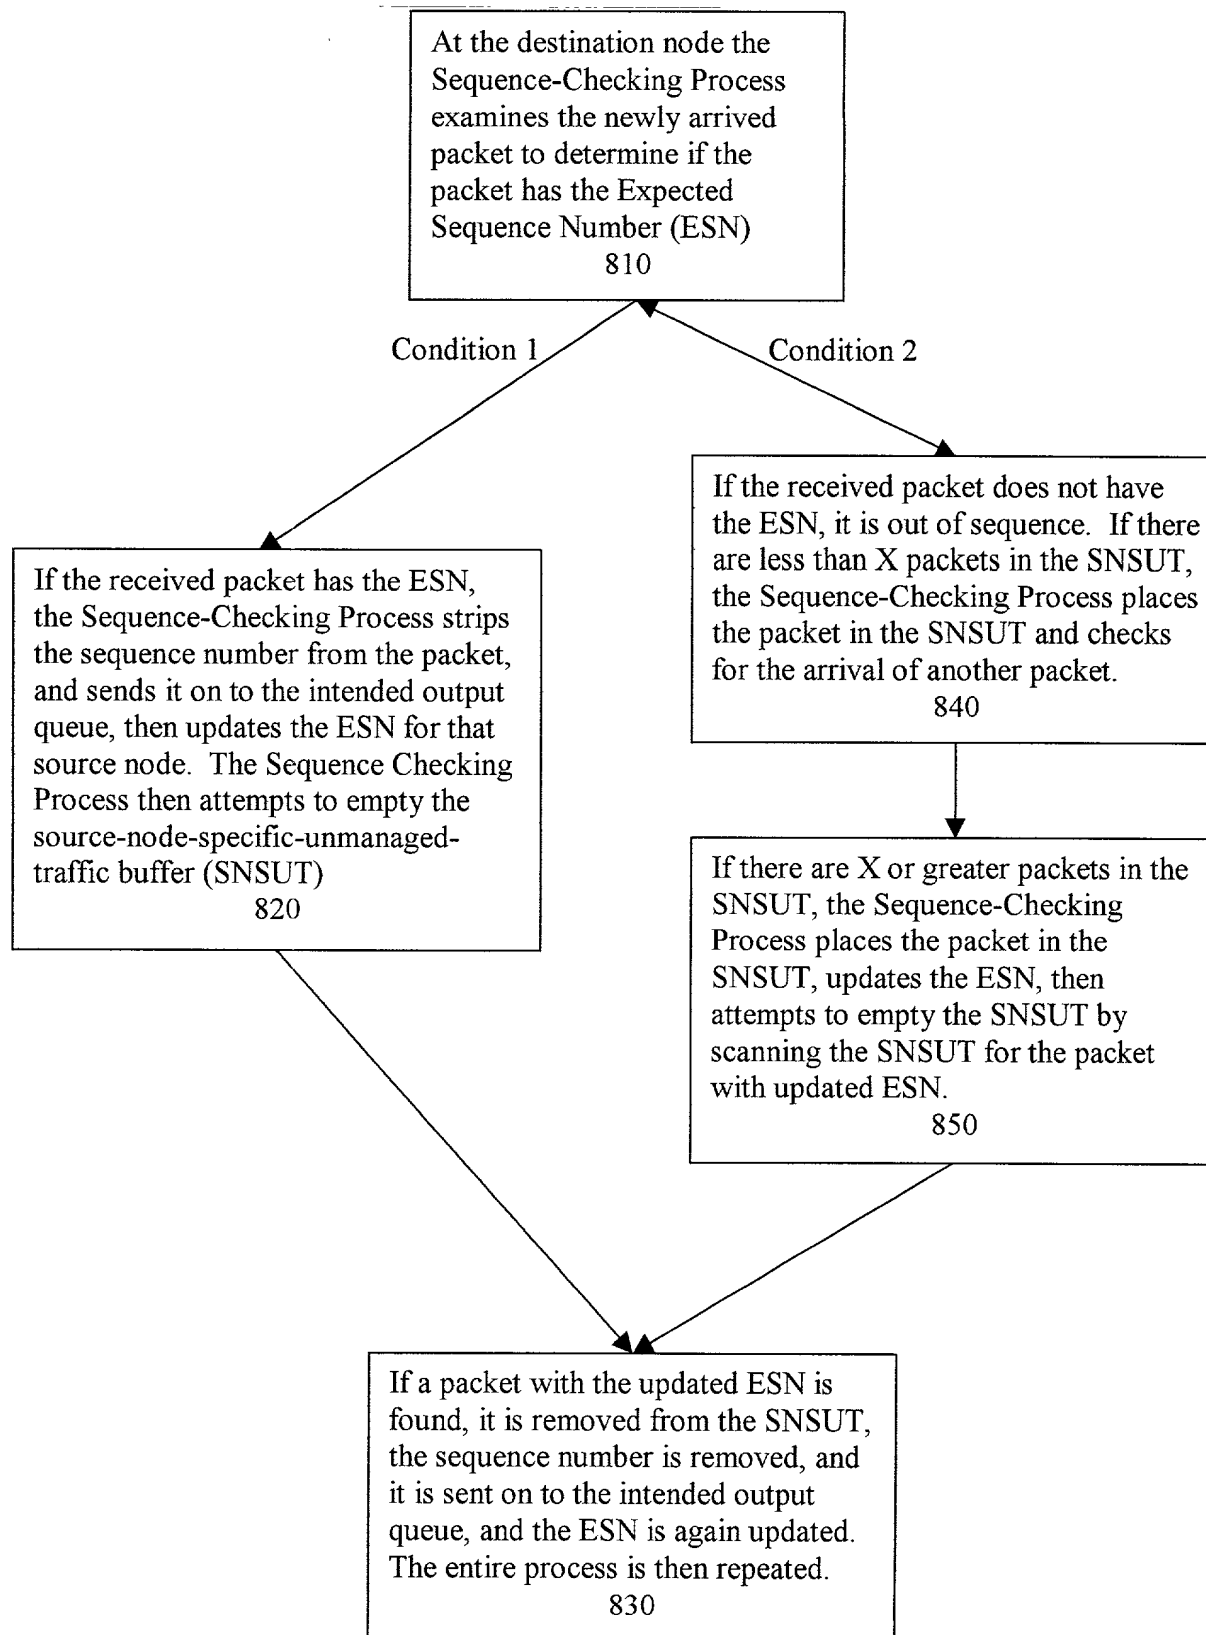 At the destination node the
Sequence-Checking Process
examines the newly arrived
packet to determine if the
packet has the Expected
Sequence Number (ESN)
810
Condition 1
Condition 2
If the received packet has the ESN,
the Sequence-Checking Process strips
the sequence number from the packet,
and sends it on to the intended output
queue, then updates the ESN for that
source node. The Sequence Checking
Process then attempts to empty the
source-node-specific-unmanaged-
traffic buffer (SNSUT)
820
If the received packet does not have
the ESN, it is out of sequence. If there
are less than X packets in the SNSUT,
the Sequence-Checking Process places
the packet in the SNSUT and checks
for the arrival of another packet.
840
If there are X or greater packets in the
SNSUT, the Sequence-Checking
Process places the packet in the
SNSUT, updates the ESN, then
attempts to empty the SNSUT by
scanning the SNSUT for the packet
with updated ESN.
850
If a packet with the updated ESN is
found, it is removed from the SNSUT,
the sequence number is removed, and
it is sent on to the intended output
queue, and the ESN is again updated.
The entire process is then repeated.
830